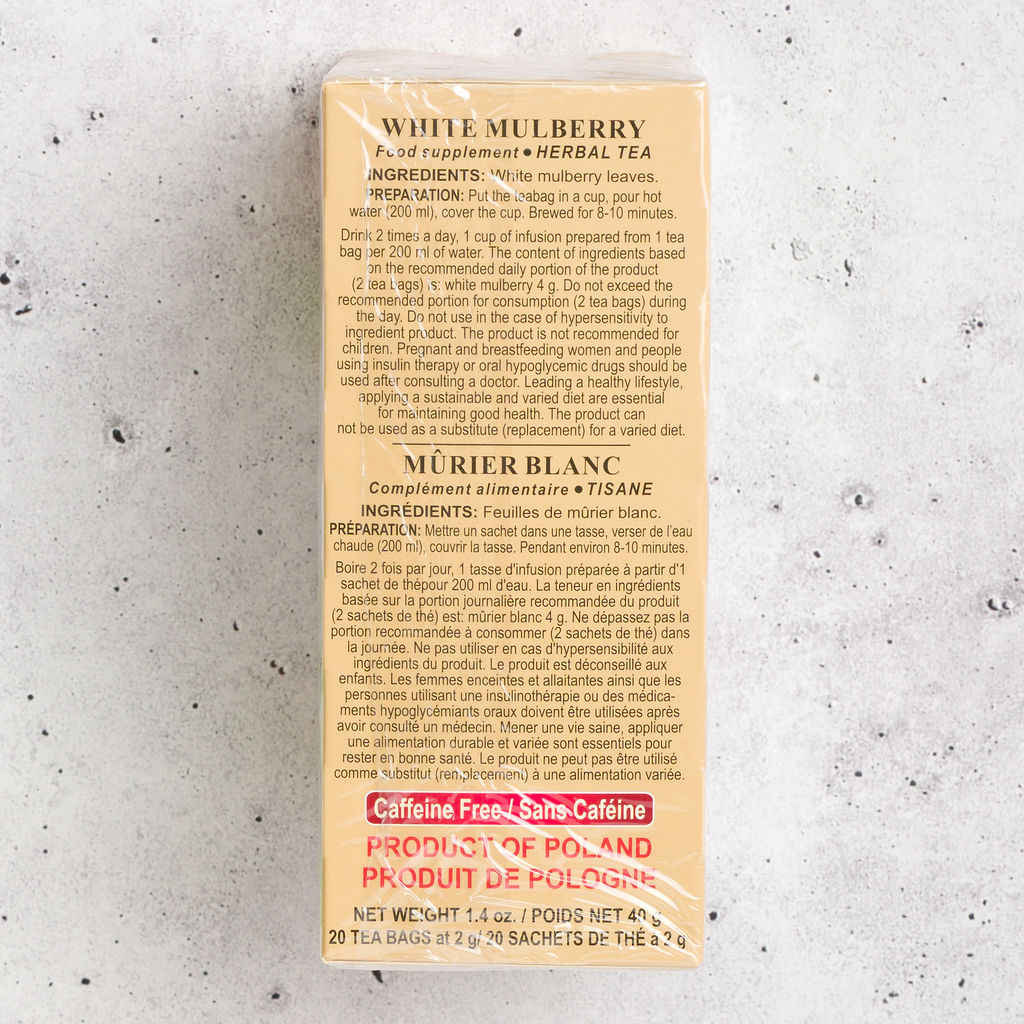 WHITE MULBERRY
Food supplement • HERBAL TEA
INGREDIENTS: White mulberry leaves.
PREPARATION: Put the teabag in a cup, pour hot
water (200 ml), cover the cup. Brewed for 8-10 minutes.
Drink 2 times a day, 1 cup of infusion prepared from 1 tea
bag per 200 ml of water. The content of ingredients based
on the recommended daily portion of the product
(2 tea bags) is: white mulberry 4 g. Do not exceed the
recommended portion for consumption (2 tea bags) during
the day. Do not use in the case of hypersensitivity to
ingredient product. The product is not recommended for
children. Pregnant and breastfeeding women and people
using insulin therapy or oral hypoglycemic drugs should be
used after consulting a doctor. Leading a healthy lifestyle,
applying a sustainable and varied diet are essential
for maintaining good health. The product can
not be used as a substitute (replacement) for a varied diet.
MÛRIER BLANC
Complément alimentaire • TISANE
INGRÉDIENTS: Feuilles de mûrier blanc.
PRÉPARATION: Mettre un sachet dans une tasse, verser de l'eau
chaude (200 ml), couvrir la tasse. Pendant environ 8-10 minutes.
Boire 2 fois par jour, 1 tasse d'infusion préparée à partir d'1
sachet de thépour 200 ml d'eau. La teneur en ingrédients
basée sur la portion journalière recommandée du produit
(2 sachets de thé) est: mûrier blanc 4 g. Ne dépassez pas la
portion recommandée à consommer (2 sachets de thé) dans
la journée. Ne pas utiliser en cas d'hypersensibilité aux
ingrédients du produit. Le produit est déconseillé aux
enfants. Les femmes enceintes et allaitantes ainsi que les
personnes utilisant une insulinothérapie ou des médica-
ments hypoglycémiants oraux doivent être utilisées après
avoir consulté un médecin. Mener une vie saine, appliquer
une alimentation durable et variée sont essentiels pour
rester en bonne santé. Le produit ne peut pas être utilisé
comme substitut (remplacement) à une alimentation variée.
Caffeine Free / Sans Caféine
PRODUCT OF POLAND
PRODUIT DE POLOGNE
NET WEIGHT 1.4 oz. / POIDS NET 40 g
20 TEA BAGS at 2 g/ 20 SACHETS DE THÉ à 2 g